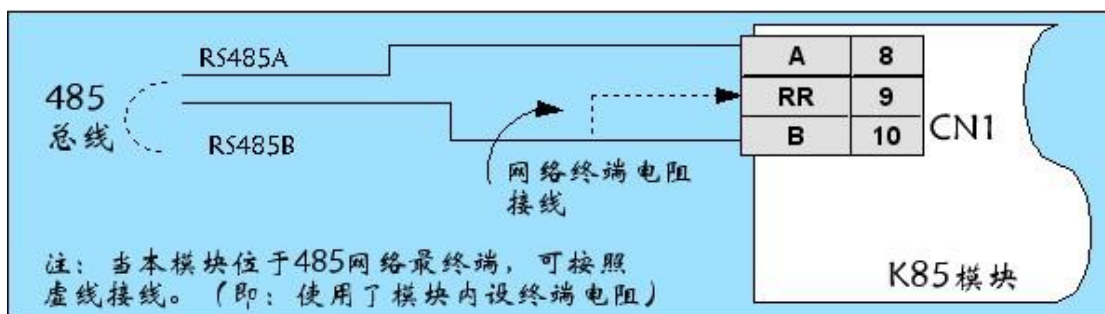 RS485A
485
总线
RS485B
A 8
RR 9
B 10
CN1
网络终端电阻
接线
K85模块
注：当本模块位于485网络最终端，可按照
虚线接线。（即：使用了模块内设终端电阻）